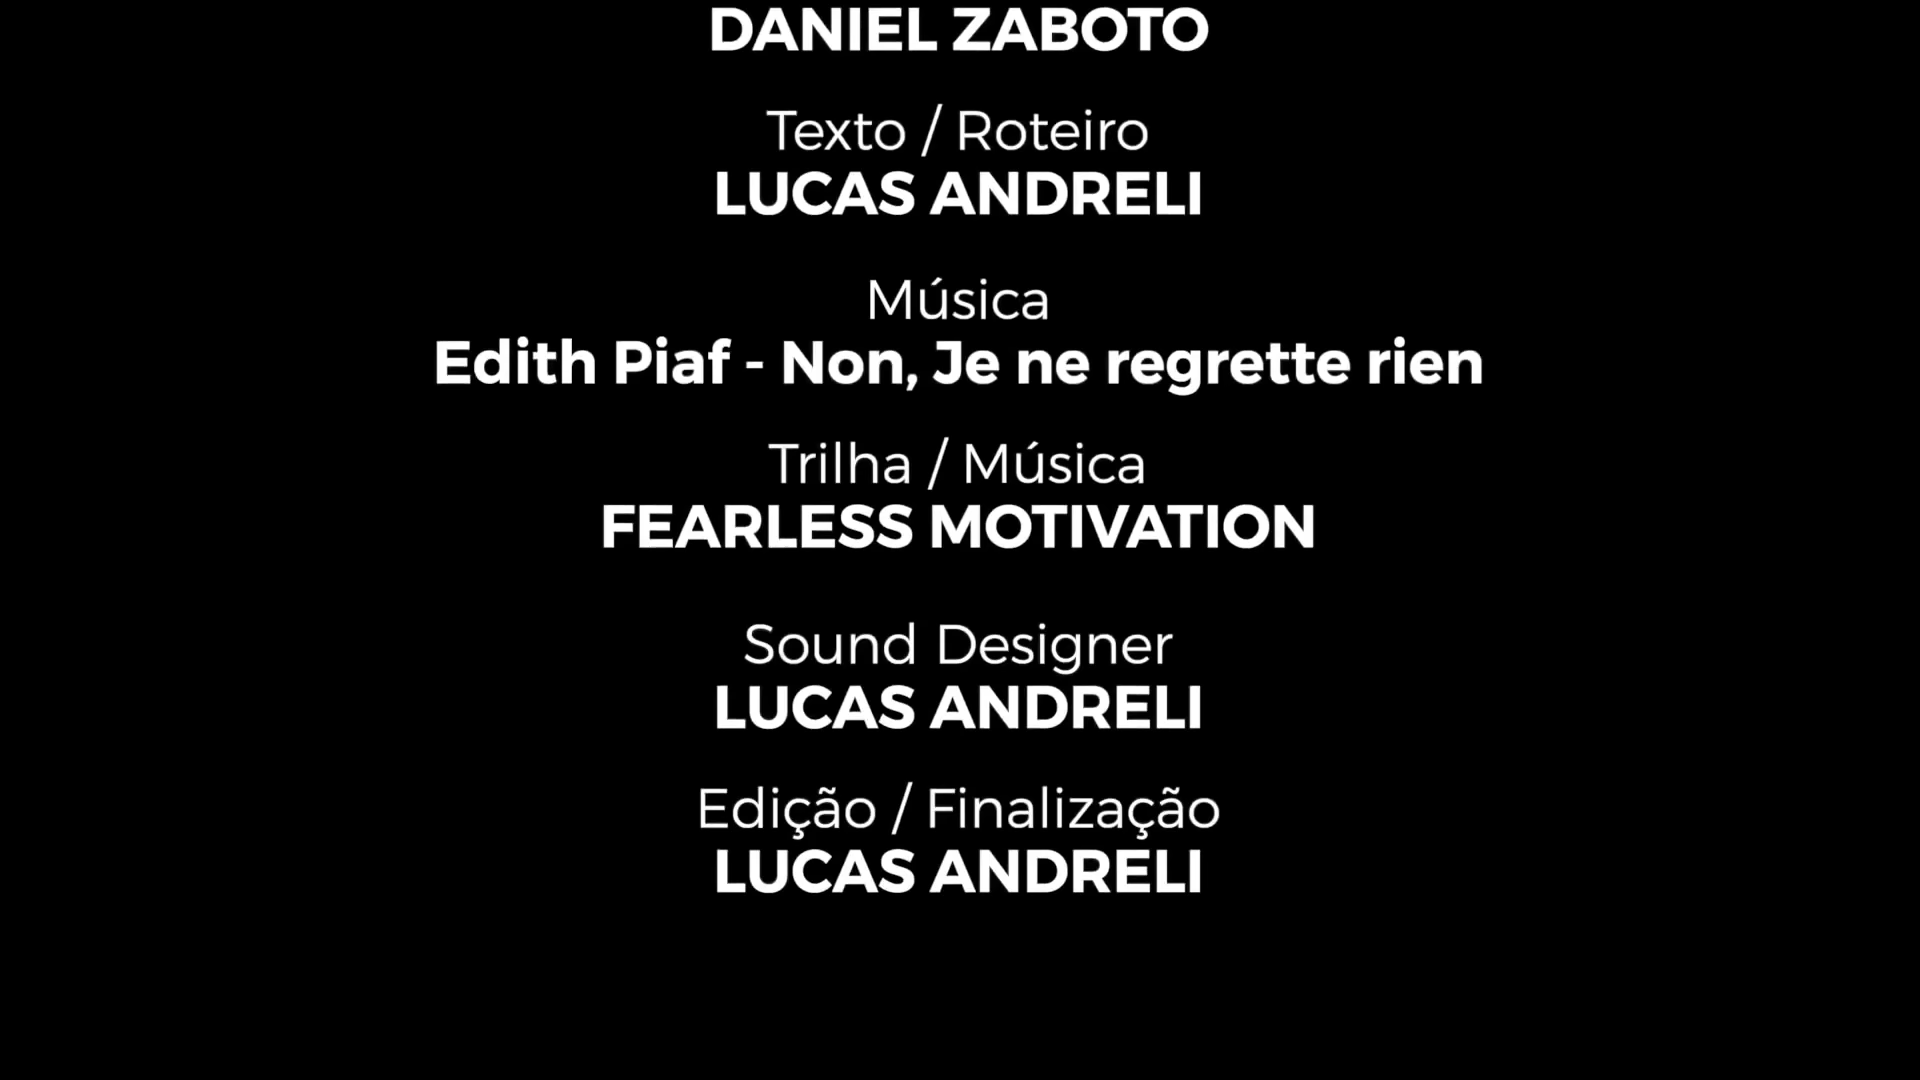 DANIEL ZABOTO
Texto / Roteiro
LUCAS ANDRELI
Música
Edith Piaf - Non, Je ne regrette rien
Trilha / Música
FEARLESS MOTIVATION
Sound Designer
LUCAS ANDRELI
Edição / Finalização
LUCAS ANDRELI